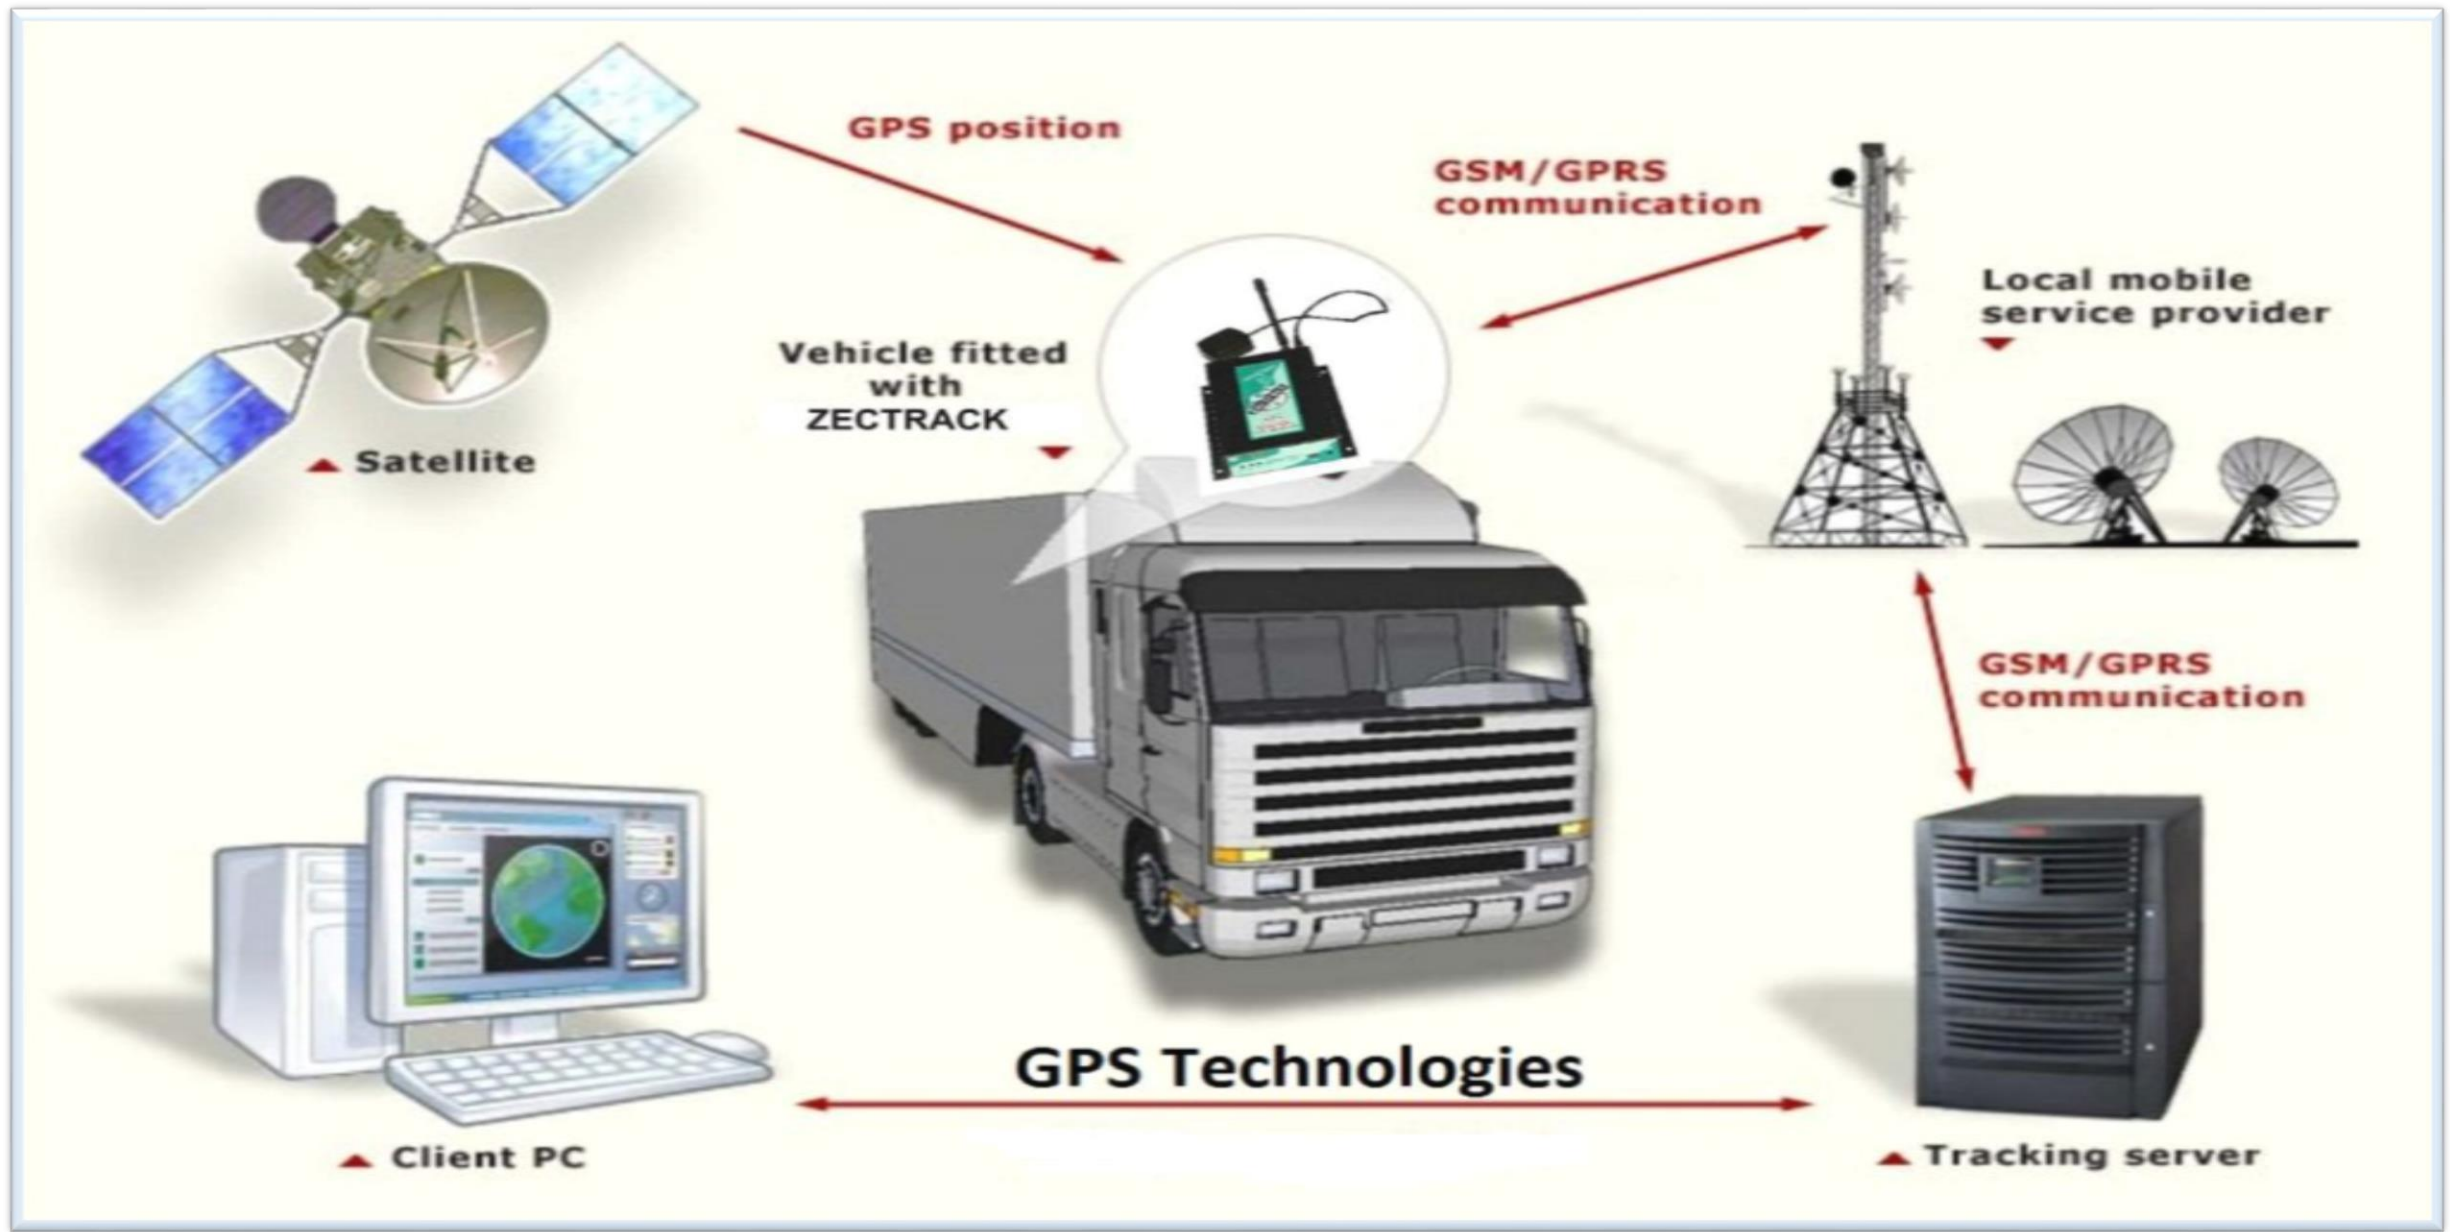 GPS position
GSM/GPRS
communication
Local mobile
service provider
Vehicle fitted
with
ZECTRACK
Satellite
GSM/GPRS
communication
GPS Technologies
Client PC
Tracking server